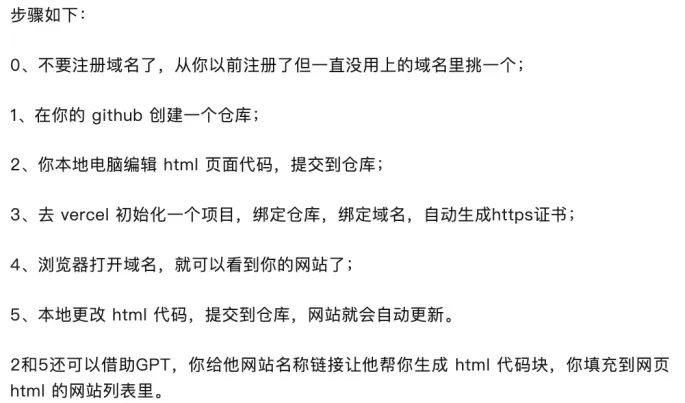 步骤如下：
0、不要注册域名了，从你以前注册了但一直没用上的域名里挑一个；
1、在你的 github 创建一个仓库；
2、你本地电脑编辑 html 页面代码，提交到仓库；
3、去 vercel 初始化一个项目，绑定仓库，绑定域名，自动生成https证书；
4、浏览器打开域名，就可以看到你的网站了；
5、本地更改 html 代码，提交到仓库，网站就会自动更新。
2和5还可以借助GPT，你给他网站名称链接让他帮你生成 html 代码块，你填充到网页
html 的网站列表里。